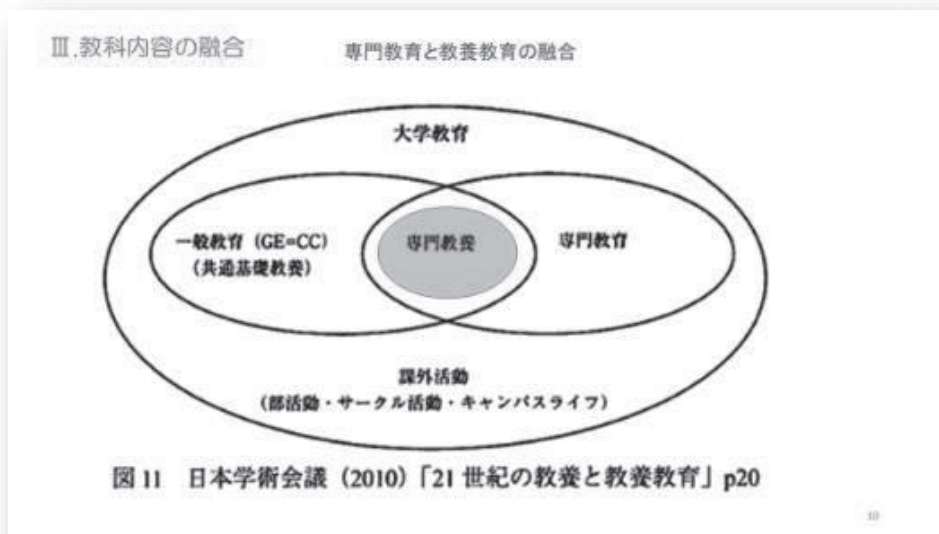 Ⅲ.教科内容の融合
専門教育と教養教育の融合
大学教育
一般教育 (GE=CC)
(共通基礎教養)
専門教養
専門教育
課外活動
(部活動・サークル活動・キャンパスライフ)
図 11 日本学術会議 (2010)「21 世紀の教養と教養教育」p20
10